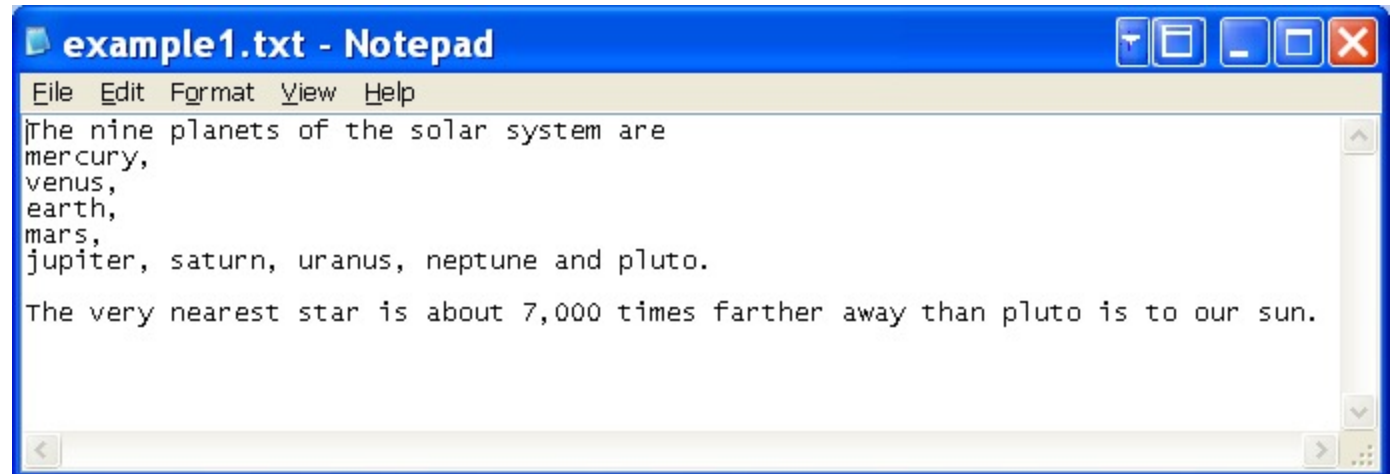 example1.txt - Notepad
File Edit Format View Help
The nine planets of the solar system are
mercury,
venus,
earth,
mars,
jupiter, saturn, uranus, neptune and pluto.
The very nearest star is about 7,000 times farther away than pluto is to our sun.